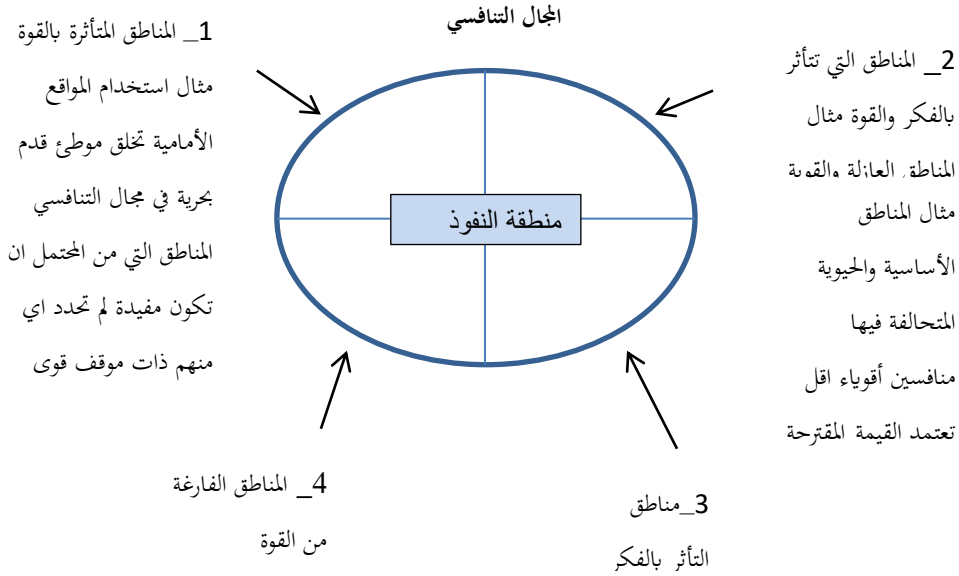 المجال التنافسي
1_ المناطق المتأثرة بالقوة
مثال استخدام المواقع
الأمامية تخلق موطئ قدم
بحرية في مجال التنافسي
المناطق التي من المحتمل ان
تكون مفيدة لم تحدد اي
منهم ذات موقف قوى
2_ المناطق التي تتأثر
بالفكر والقوة مثال
المناطق العازلة والقوية
مثال المناطق
الأساسية والحيوية
المتحالفة فيها
منافسين أقوياء اقل
تعتمد القيمة المقترحة
منطقة النفوذ
3_مناطق
التأثر بالفكر
4_ المناطق الفارغة
من القوة